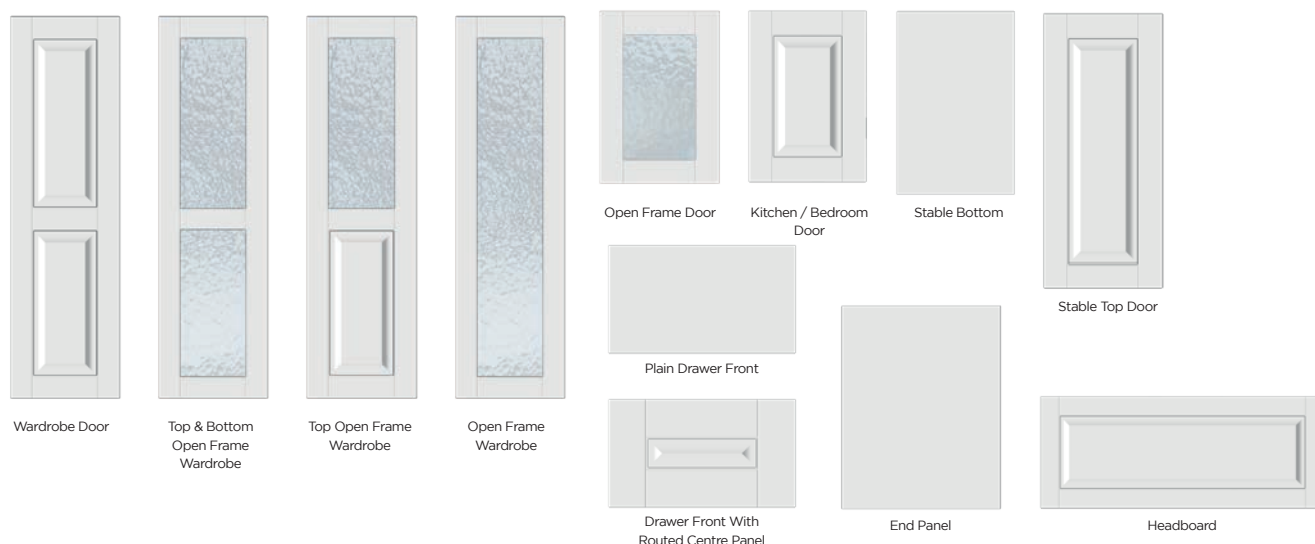 Open Frame Door
Kitchen / Bedroom
Door
Stable Bottom
Stable Top Door
Plain Drawer Front
Wardrobe Door
Top & Bottom
Open Frame
Wardrobe
Top Open Frame
Wardrobe
Open Frame
Wardrobe
Drawer Front With
Routed Centre Panel
End Panel
Headboard